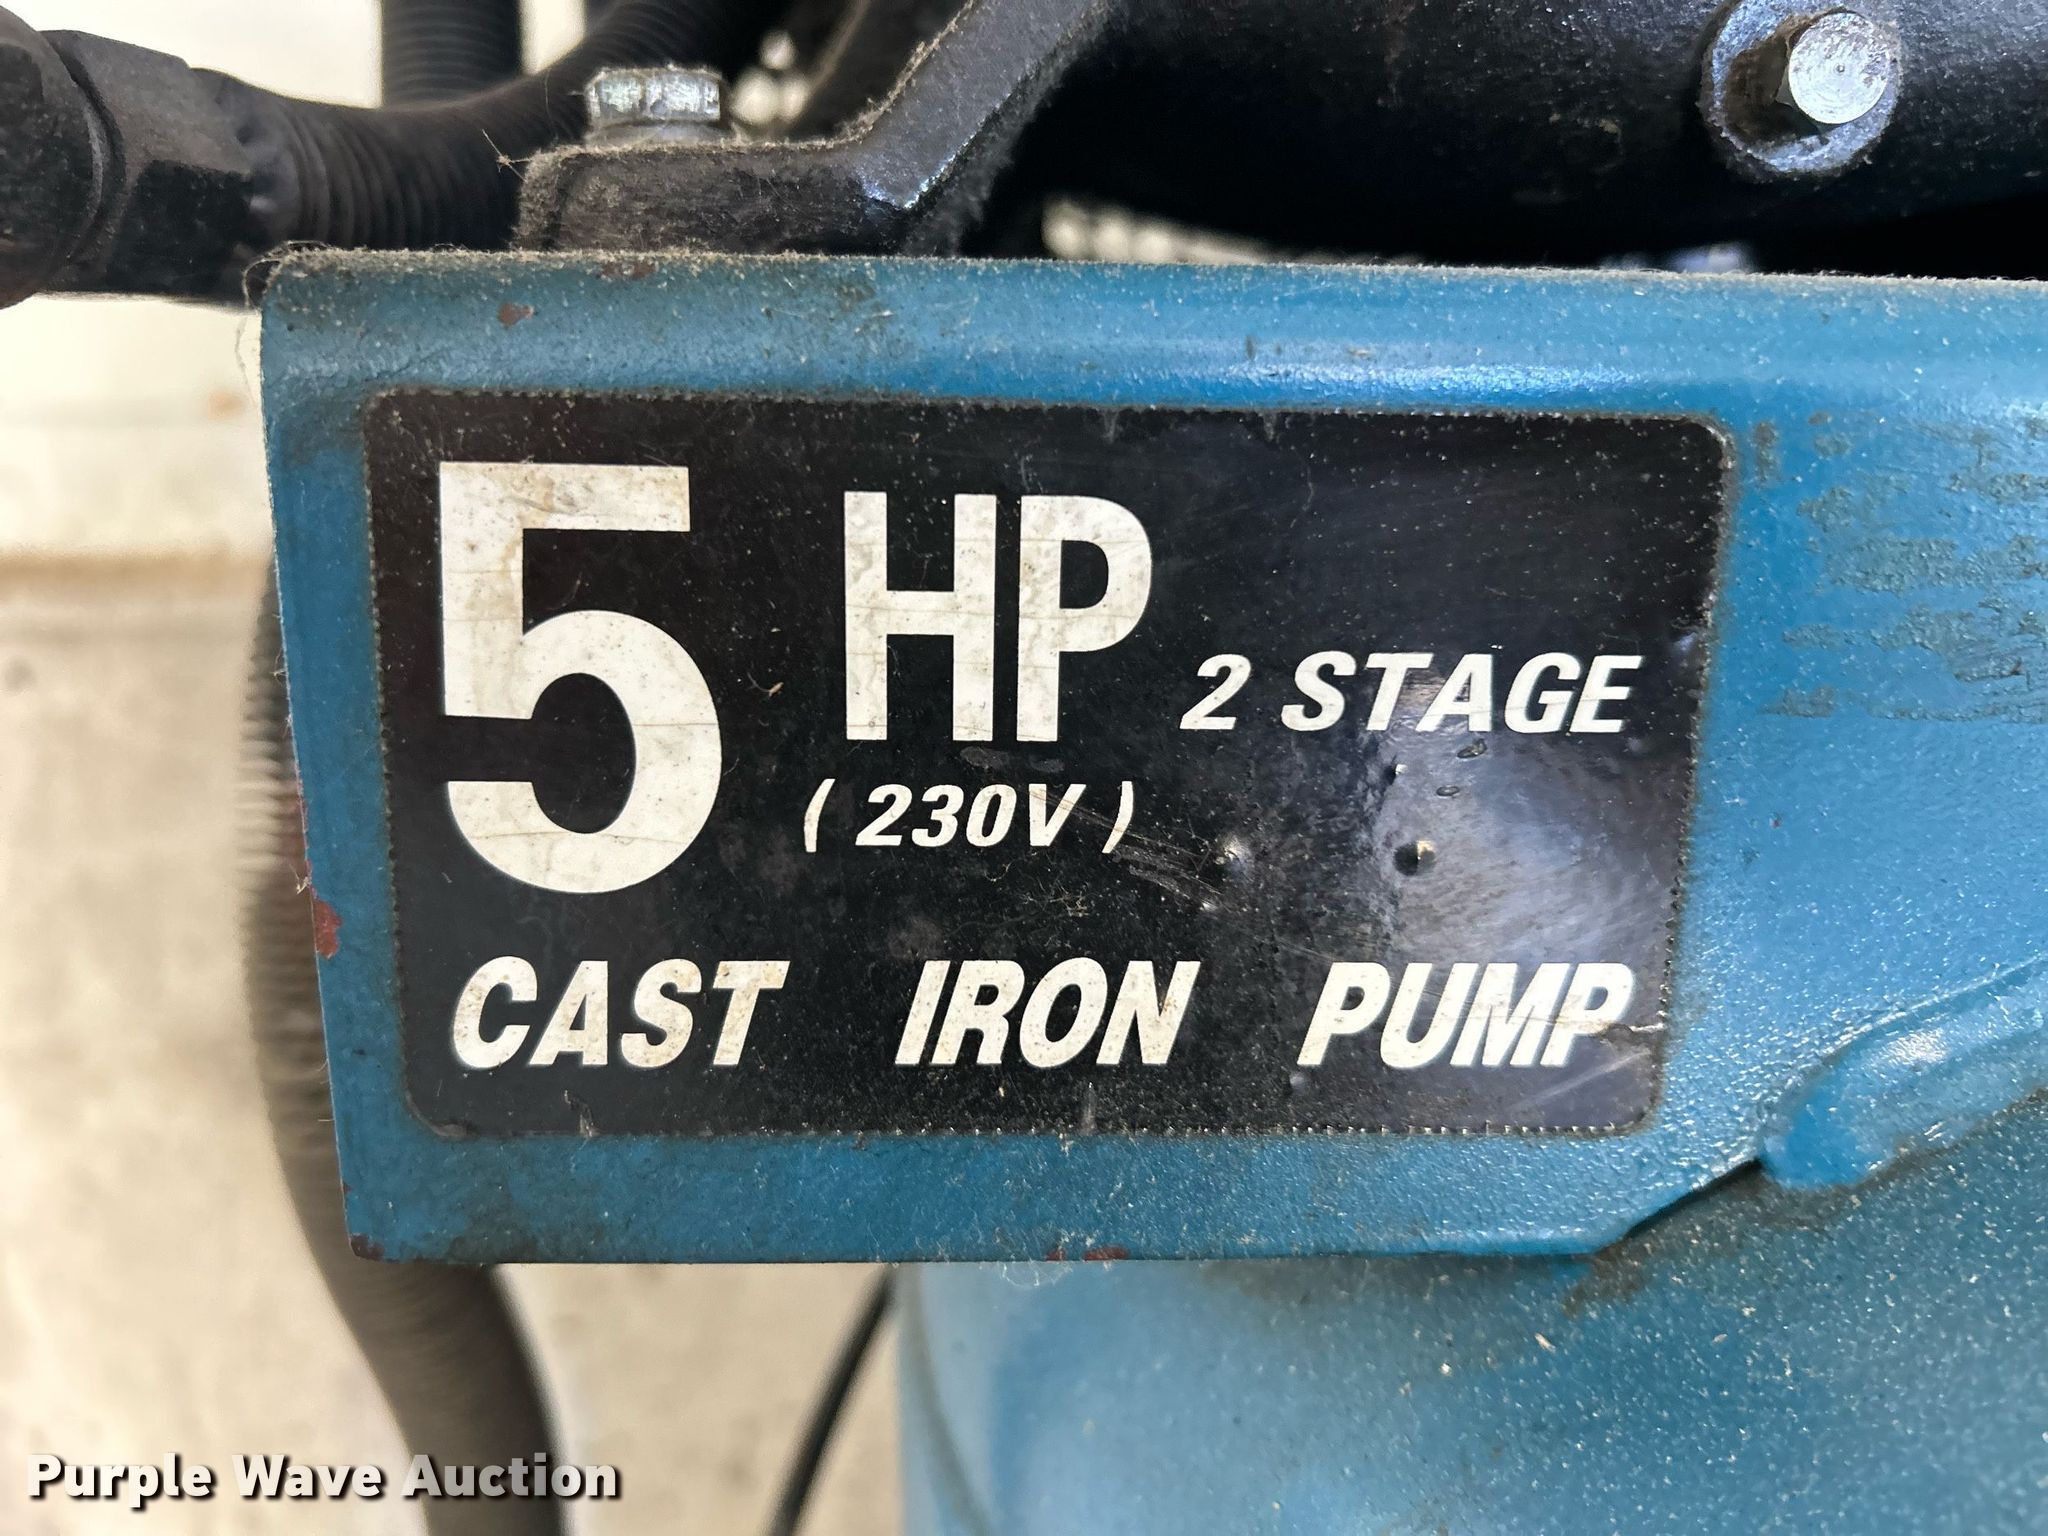 5 HP 2 STAGE
( 230V )
CAST IRON PUMP
Purple Wave Auction